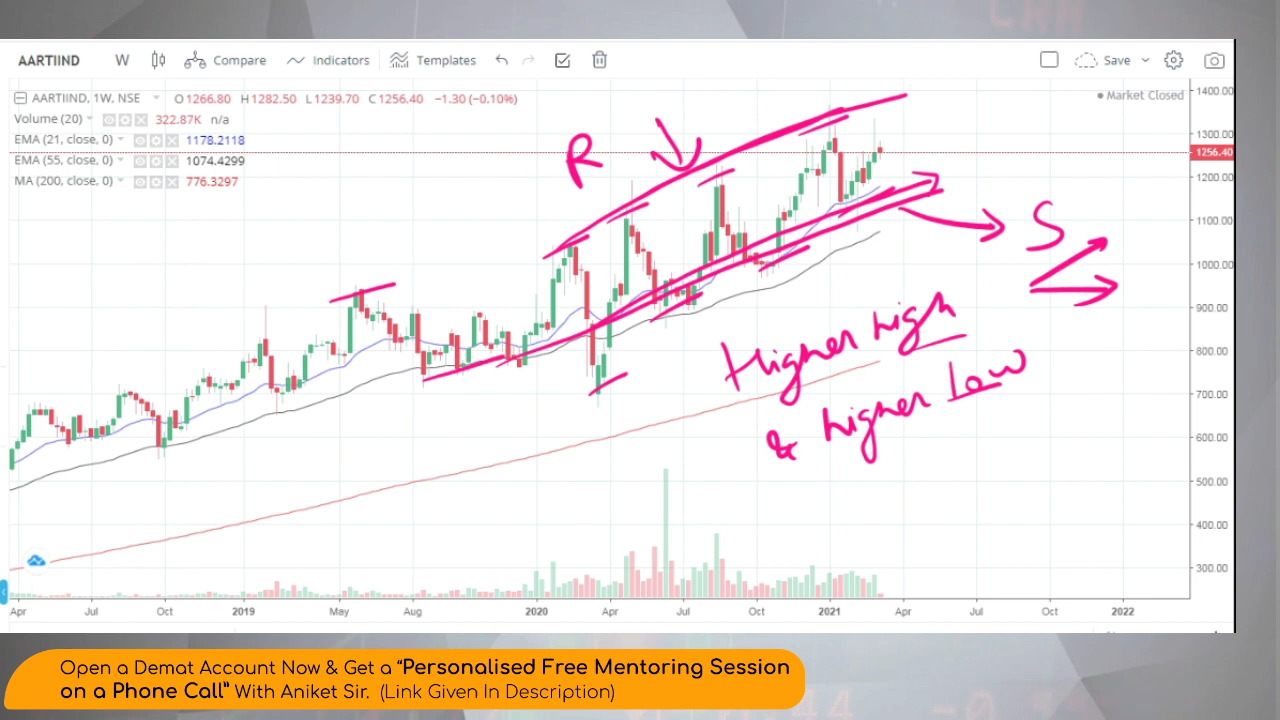 AARTIIND W Compare Indicators Templates Save
AARTIIND, 1W, NSE O1266.80 H1282.50 L1239.70 C1256.40 −1.30 (−0.10%)
Market Closed
Volume (20) 322.87K n/a
EMA (21, close, 0) 1178.2118
EMA (55, close, 0) 1074.4299
MA (200, close, 0) 776.3297
R
S
Higher high
& higher low
1400.00
1300.00
1256.40
1200.00
1100.00
1000.00
900.00
800.00
700.00
600.00
500.00
400.00
300.00
Apr Jul Oct 2019 May Aug 2020 Apr Jul Oct 2021 Apr Jul Oct 2022
Open a Demat Account Now & Get a “Personalised Free Mentoring Session
on a Phone Call” With Aniket Sir. (Link Given In Description)